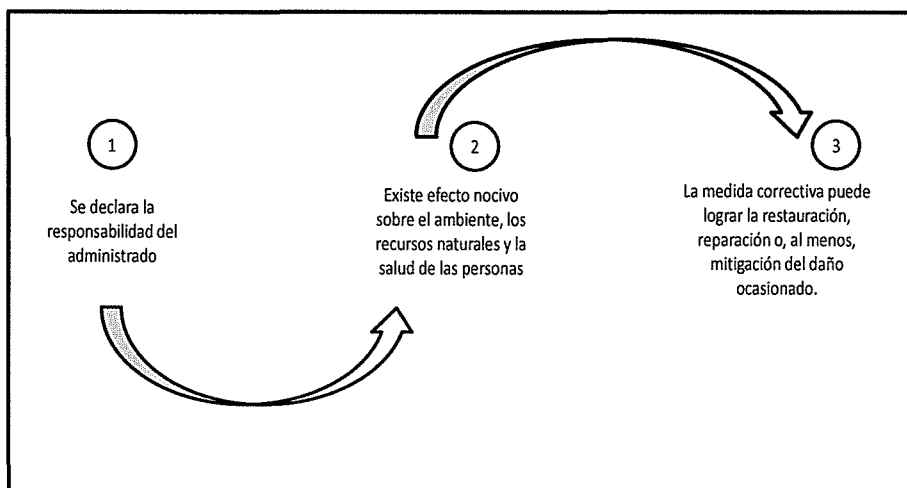 1
Se declara la
responsabilidad del
administrado
2
Existe efecto nocivo
sobre el ambiente, los
recursos naturales y la
salud de las personas
3
La medida correctiva puede
lograr la restauración,
reparación o, al menos,
mitigación del daño
ocasionado.